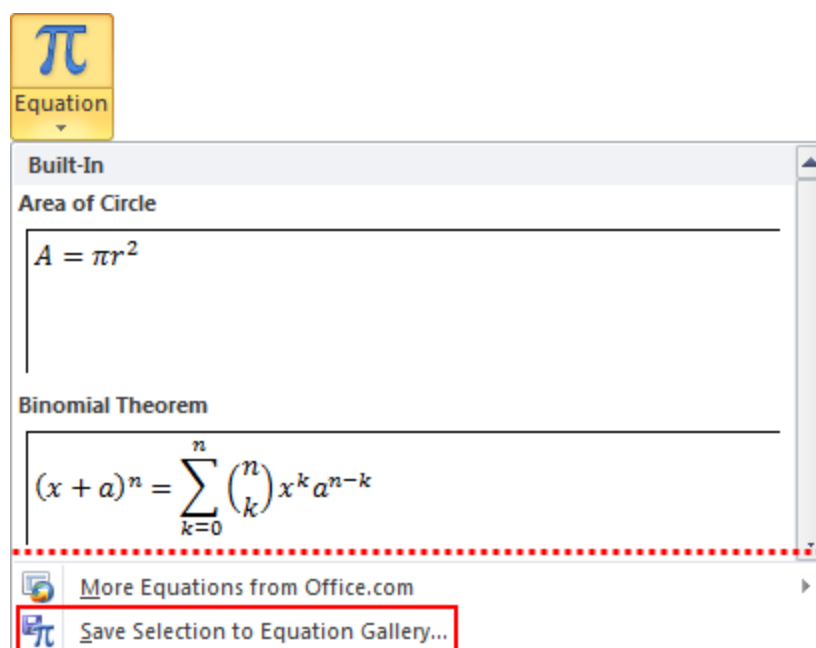 π
Equation
Built-In
Area of Circle
A = πr²
Binomial Theorem
(x + a)ⁿ = ∑ₖ₌₀ⁿ (n k) xᵏaⁿ⁻ᵏ
More Equations from Office.com
Save Selection to Equation Gallery...